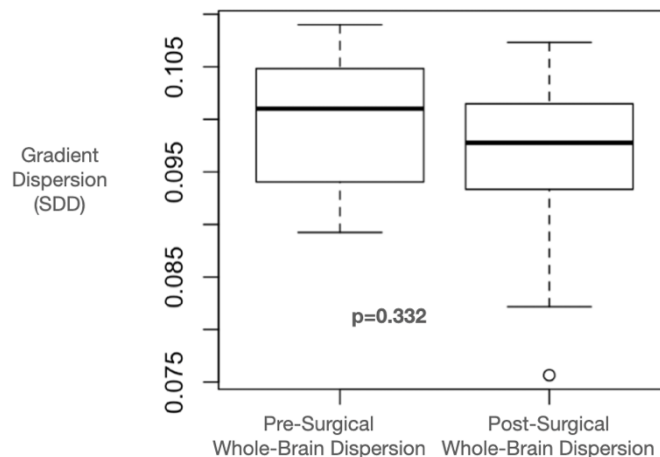 Gradient
Dispersion
(SDD)
0.105
0.095
0.085
0.075
p=0.332
Pre-Surgical
Whole-Brain Dispersion
Post-Surgical
Whole-Brain Dispersion